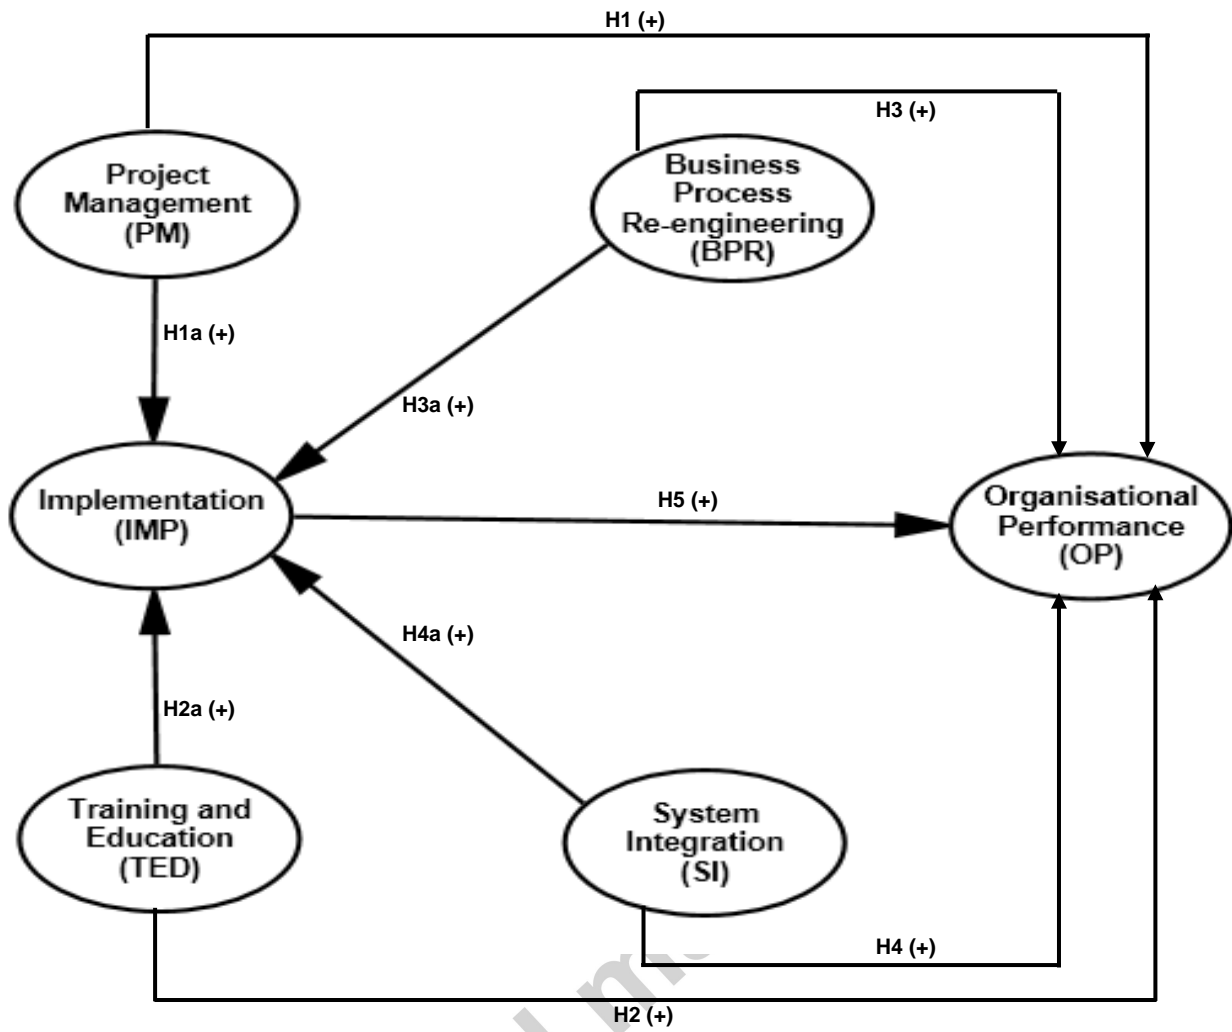 H1 (+)
H3 (+)
Project
Management
(PM)
Business
Process
Re-engineering
(BPR)
H1a (+)
H3a (+)
Implementation
(IMP)
H5 (+)
Organisational
Performance
(OP)
H4a (+)
H2a (+)
Training and
Education
(TED)
System
Integration
(SI)
H4 (+)
H2 (+)